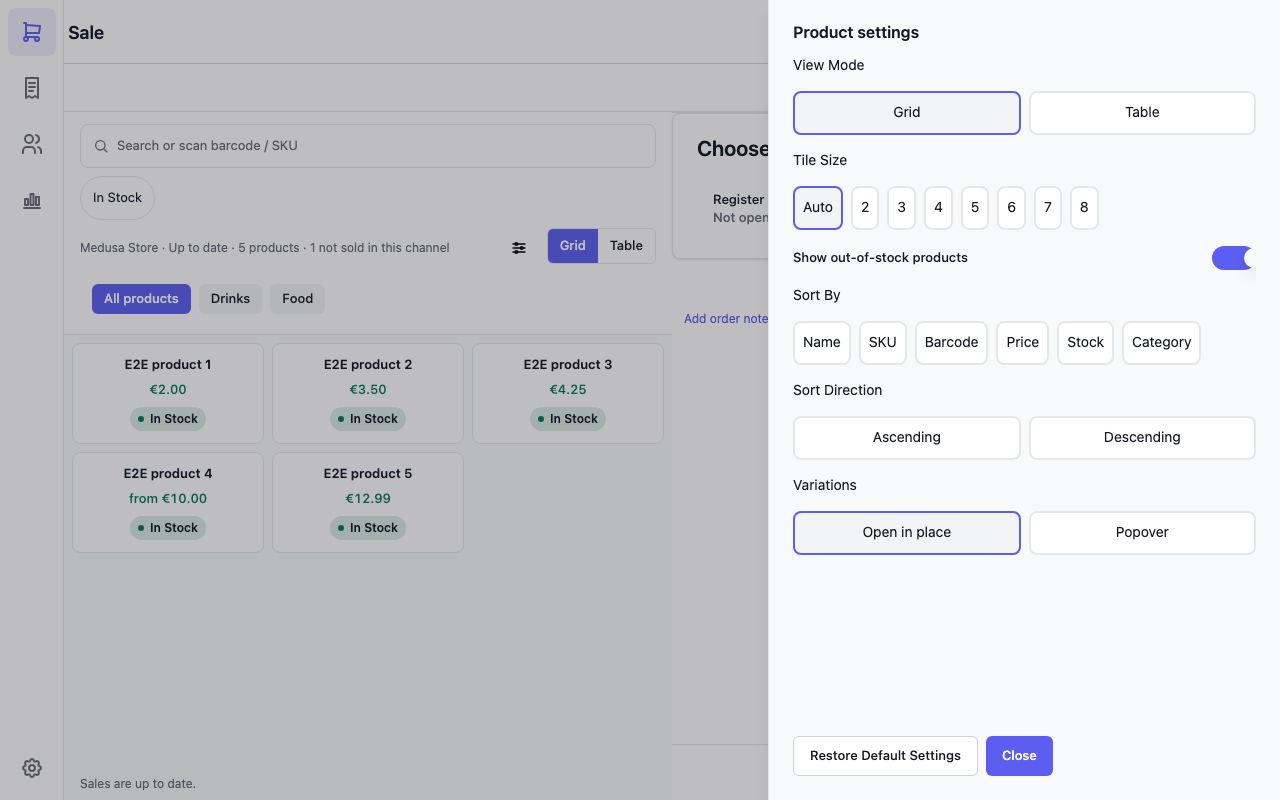 Sale
Search or scan barcode / SKU
In Stock
Medusa Store · Up to date · 5 products · 1 not sold in this channel
Grid
Table
All products
Drinks
Food
E2E product 1
€2.00
In Stock
E2E product 2
€3.50
In Stock
E2E product 3
€4.25
In Stock
E2E product 4
from €10.00
In Stock
E2E product 5
€12.99
In Stock
Sales are up to date.
Choose
Register
Not open
Add order note
Product settings
View Mode
Grid
Table
Tile Size
Auto
2
3
4
5
6
7
8
Show out-of-stock products
Sort By
Name
SKU
Barcode
Price
Stock
Category
Sort Direction
Ascending
Descending
Variations
Open in place
Popover
Restore Default Settings
Close